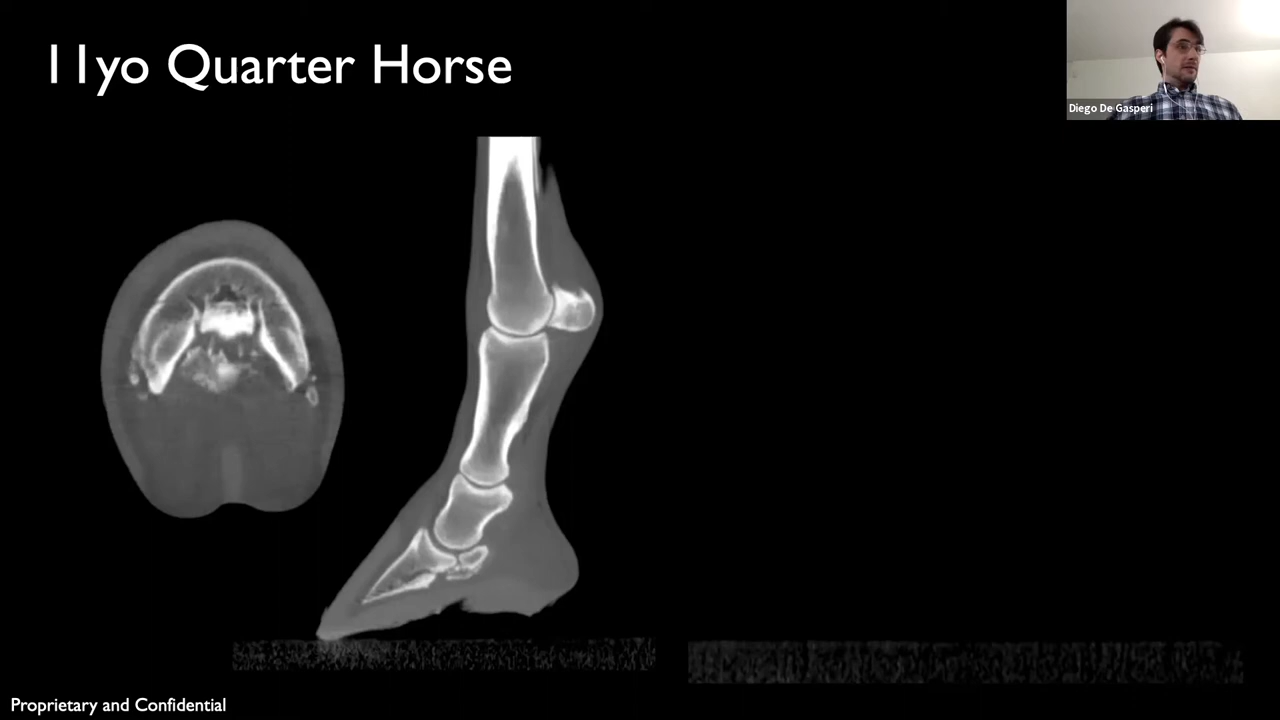 11yo Quarter Horse
Diego De Gasperi
Proprietary and Confidential